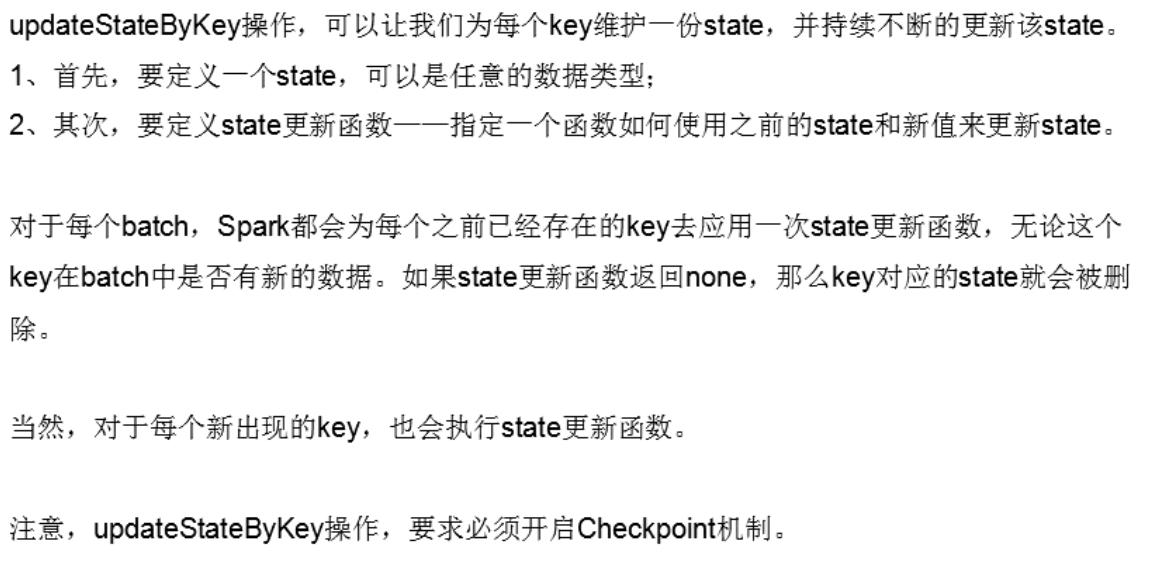 updateStateByKey操作，可以让我们为每个key维护一份state，并持续不断的更新该state。
1、首先，要定义一个state，可以是任意的数据类型；
2、其次，要定义state更新函数——指定一个函数如何使用之前的state和新值来更新state。
对于每个batch，Spark都会为每个之前已经存在的key去应用一次state更新函数，无论这个
key在batch中是否有新的数据。如果state更新函数返回none，那么key对应的state就会被删
除。
当然，对于每个新出现的key，也会执行state更新函数。
注意，updateStateByKey操作，要求必须开启Checkpoint机制。